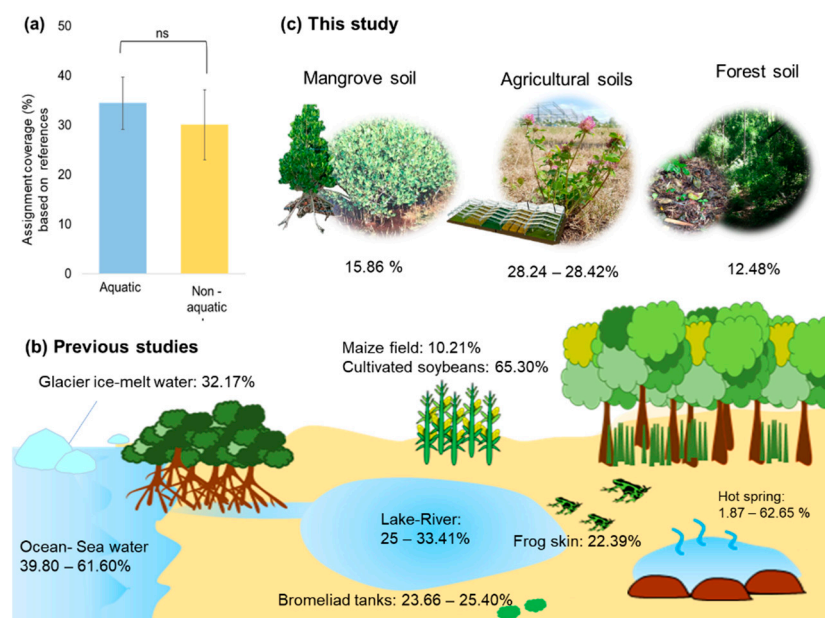 (a)
50
40
30
20
10
0
Assignment coverage (%)
based on references
ns
Aquatic
Non -
aquatic
(c) This study
Mangrove soil
15.86 %
Agricultural soils
28.24 – 28.42%
Forest soil
12.48%
(b) Previous studies
Glacier ice-melt water: 32.17%
Maize field: 10.21%
Cultivated soybeans: 65.30%
Ocean- Sea water
39.80 – 61.60%
Lake-River:
25 – 33.41%
Frog skin: 22.39%
Hot spring:
1.87 – 62.65 %
Bromeliad tanks: 23.66 – 25.40%